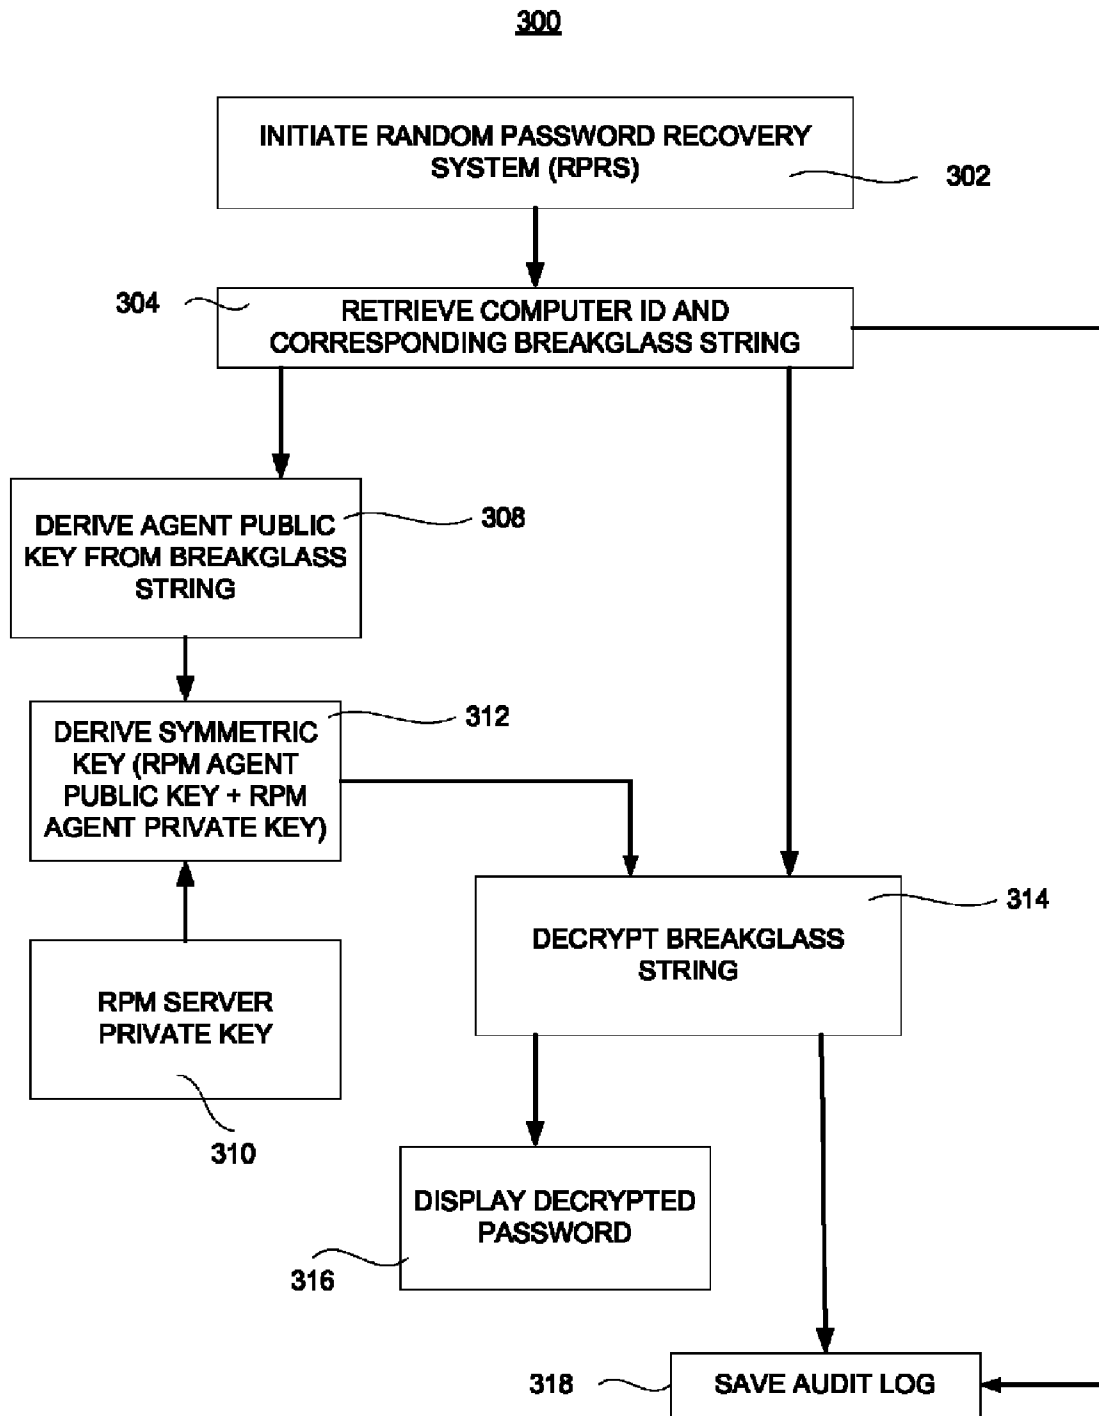 300
INITIATE RANDOM PASSWORD RECOVERY
SYSTEM (RPRS)
302
304
RETRIEVE COMPUTER ID AND
CORRESPONDING BREAKGLASS STRING
DERIVE AGENT PUBLIC
KEY FROM BREAKGLASS
STRING
308
312
DERIVE SYMMETRIC
KEY (RPM AGENT
PUBLIC KEY + RPM
AGENT PRIVATE KEY)
314
DECRYPT BREAKGLASS
STRING
RPM SERVER
PRIVATE KEY
310
DISPLAY DECRYPTED
PASSWORD
316
318
SAVE AUDIT LOG